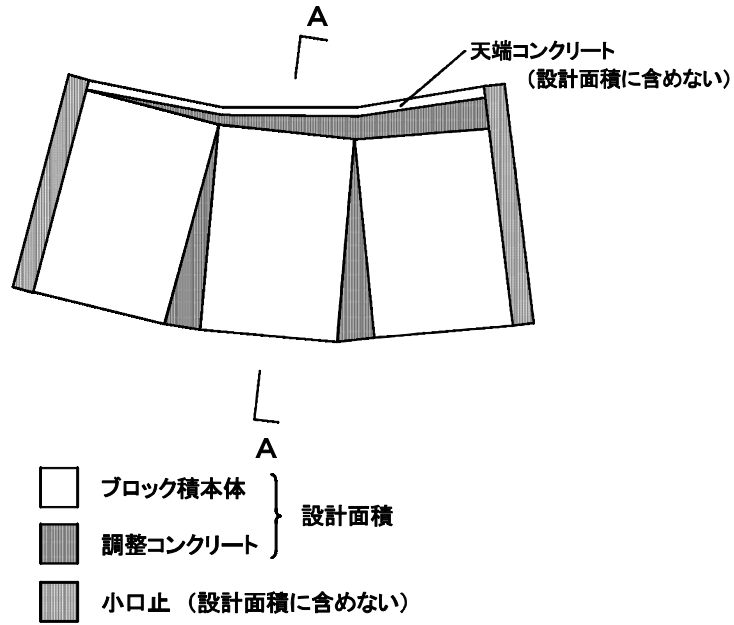 A
天端コンクリート
（設計面積に含めない）
A
ブロック積本体
設計面積
調整コンクリート
小口止 （設計面積に含めない）